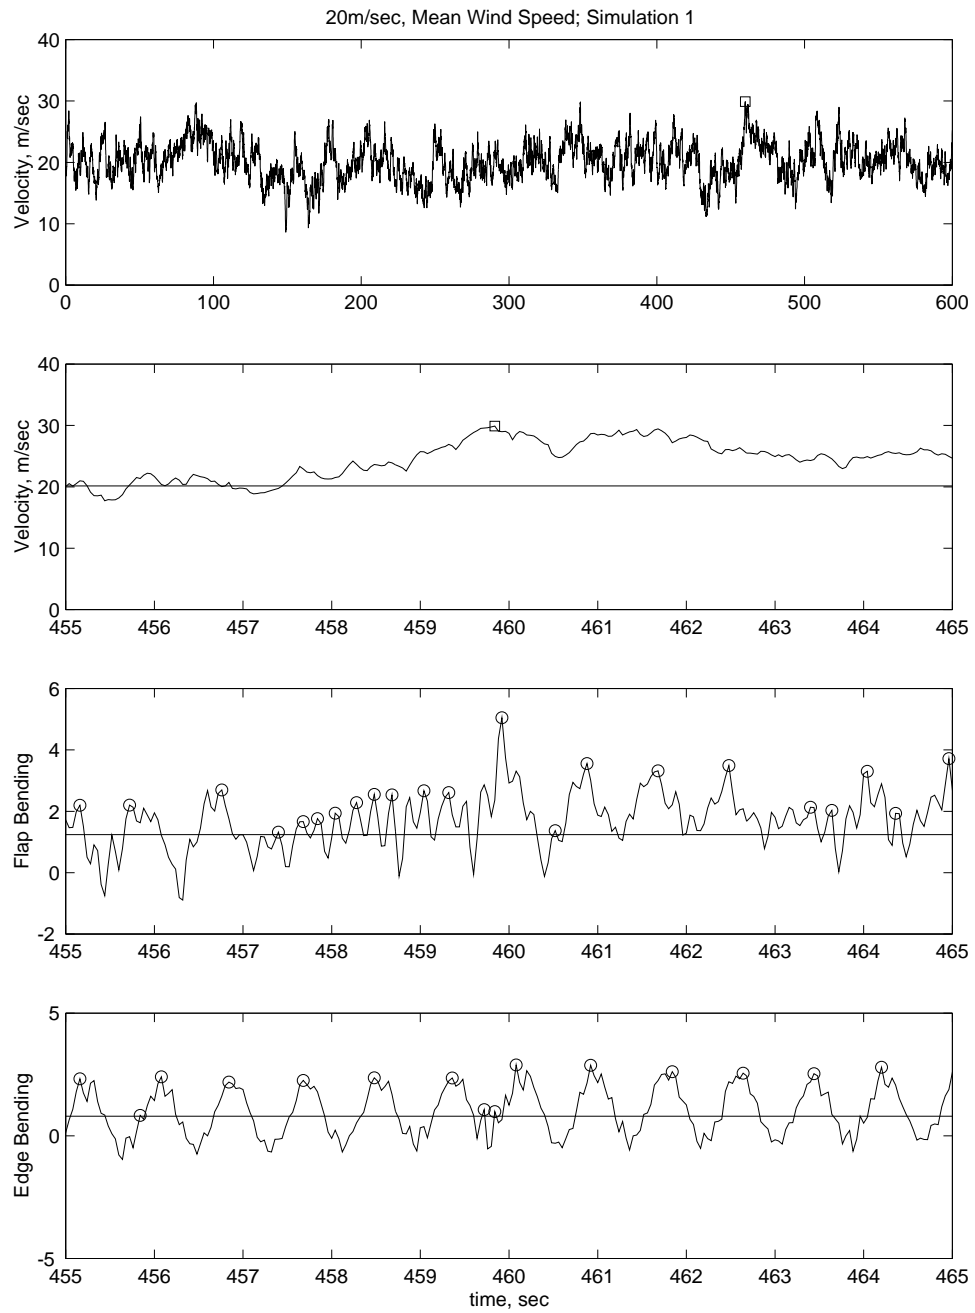 20m/sec, Mean Wind Speed; Simulation 1
Velocity, m/sec
40
30
20
10
0
0 100 200 300 400 500 600
Velocity, m/sec
40
30
20
10
0
455 456 457 458 459 460 461 462 463 464 465
Flap Bending
6
4
2
0
-2
455 456 457 458 459 460 461 462 463 464 465
Edge Bending
5
0
-5
455 456 457 458 459 460 461 462 463 464 465
time, sec